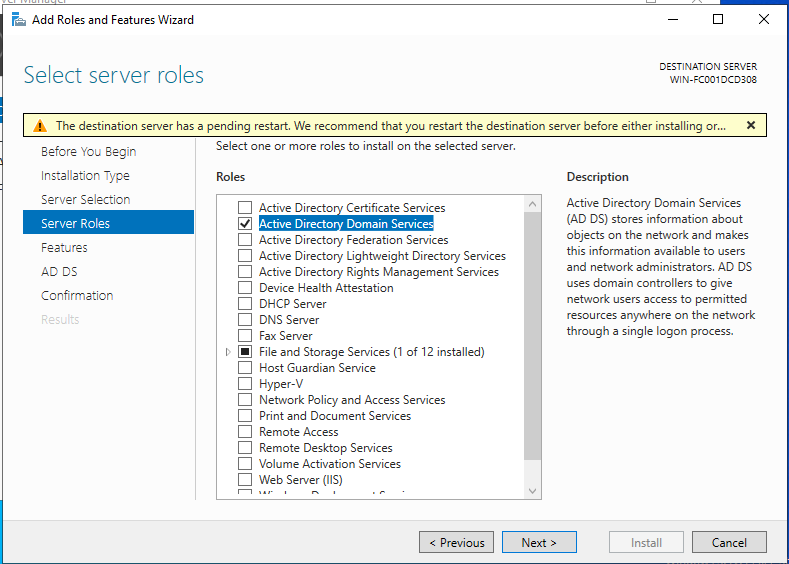 ver Manager
Add Roles and Features Wizard
Select server roles
DESTINATION SERVER
WIN-FC001DCD308
The destination server has a pending restart. We recommend that you restart the destination server before either installing or...
Before You Begin
Installation Type
Server Selection
Server Roles
Features
AD DS
Confirmation
Results
Select one or more roles to install on the selected server.
Roles
Active Directory Certificate Services
Active Directory Domain Services
Active Directory Federation Services
Active Directory Lightweight Directory Services
Active Directory Rights Management Services
Device Health Attestation
DHCP Server
DNS Server
Fax Server
File and Storage Services (1 of 12 installed)
Host Guardian Service
Hyper-V
Network Policy and Access Services
Print and Document Services
Remote Access
Remote Desktop Services
Volume Activation Services
Web Server (IIS)
Description
Active Directory Domain Services
(AD DS) stores information about
objects on the network and makes
this information available to users
and network administrators. AD DS
uses domain controllers to give
network users access to permitted
resources anywhere on the network
through a single logon process.
< Previous
Next >
Install
Cancel